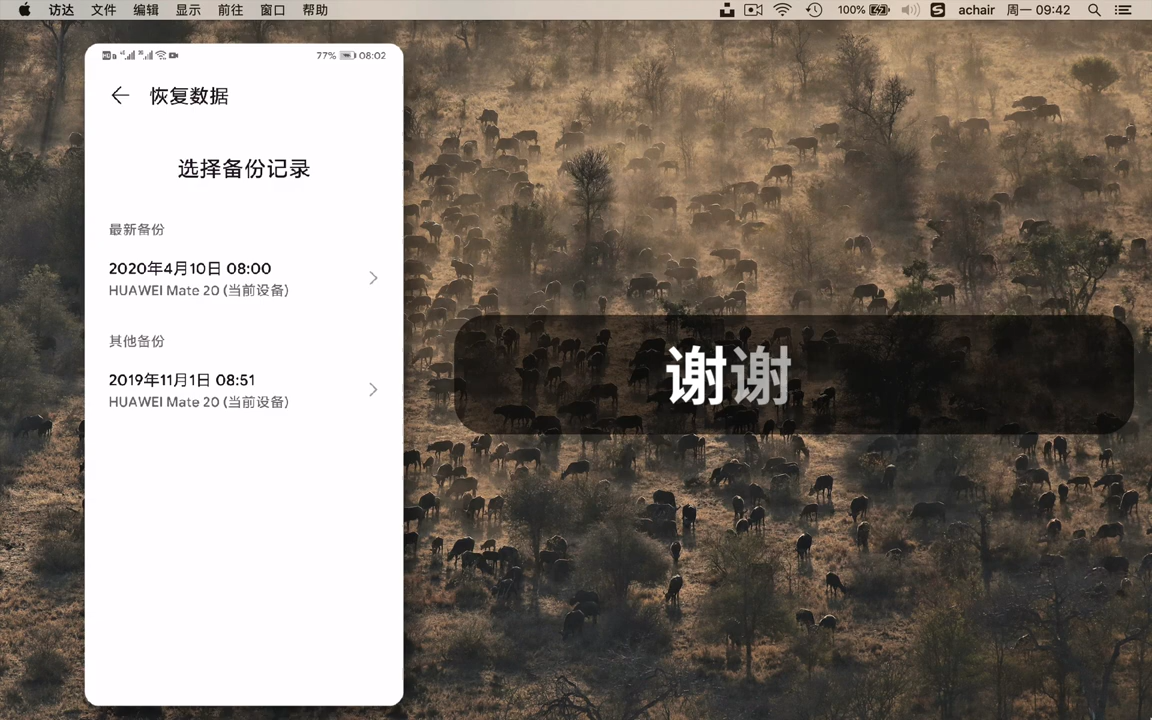 访达 文件 编辑 显示 前往 窗口 帮助 100% achair 周一 09:42
77% 08:02
恢复数据
选择备份记录
最新备份
2020年4月10日 08:00
HUAWEI Mate 20 (当前设备)
其他备份
2019年11月1日 08:51
HUAWEI Mate 20 (当前设备)
谢谢